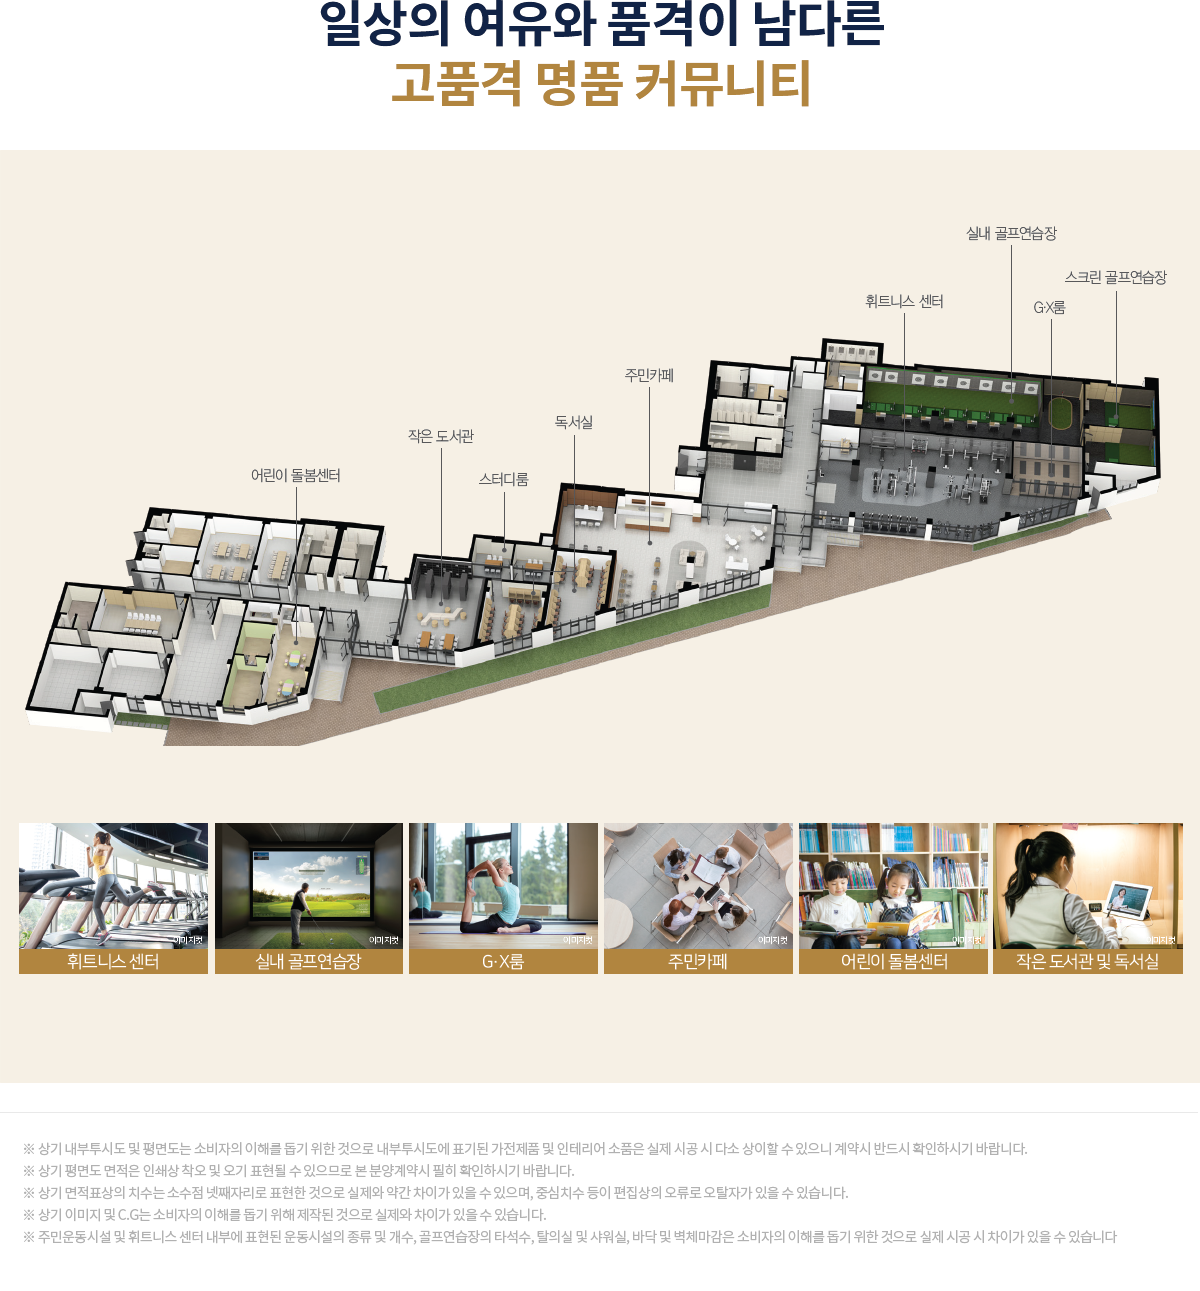 일상의 여유와 품격이 남다른
고품격 명품 커뮤니티
실내 골프연습장
스크린 골프연습장
휘트니스 센터
G·X룸
주민카페
독서실
작은 도서관
스터디룸
어린이 돌봄센터
이미지컷
이미지컷
이미지컷
이미지컷
이미지컷
이미지컷
휘트니스 센터
실내 골프연습장
G·X룸
주민카페
어린이 돌봄센터
작은 도서관 및 독서실
※ 상기 내부투시도 및 평면도는 소비자의 이해를 돕기 위한 것으로 내부투시도에 표기된 가전제품 및 인테리어 소품은 실제 시공 시 다소 상이할 수 있으니 계약시 반드시 확인하시기 바랍니다.
※ 상기 평면도 면적은 인쇄상 착오 및 오기 표현될 수 있으므로 본 분양계약시 필히 확인하시기 바랍니다.
※ 상기 면적표상의 치수는 소수점 넷째자리로 표현한 것으로 실제와 약간 차이가 있을 수 있으며, 중심치수 등이 편집상의 오류로 오탈자가 있을 수 있습니다.
※ 상기 이미지 및 C.G는 소비자의 이해를 돕기 위해 제작된 것으로 실제와 차이가 있을 수 있습니다.
※ 주민운동시설 및 휘트니스 센터 내부에 표현된 운동시설의 종류 및 개수, 골프연습장의 타석수, 탈의실 및 샤워실, 바닥 및 벽체마감은 소비자의 이해를 돕기 위한 것으로 실제 시공 시 차이가 있을 수 있습니다